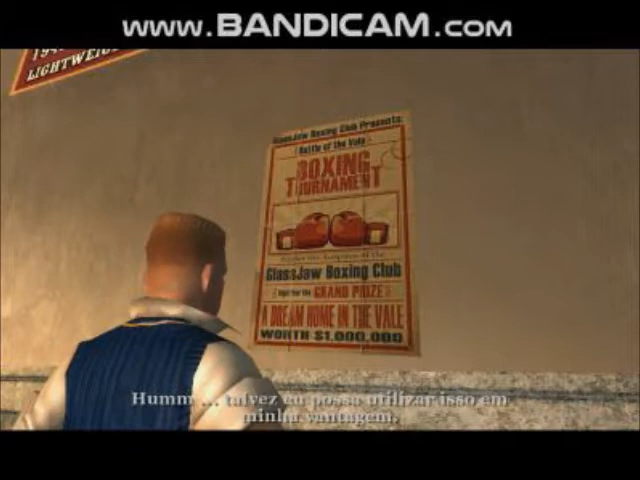 www.BANDICAM.com
LIGHTWEIGH
GlassJaw Boxing Club Presents:
Battle of the Vale
BOXING
TOURNAMENT
GlassJaw Boxing Club
GRAND PRIZE
A DREAM HOME IN THE VALE
WORTH $1,000,000
Humm ... talvez eu possa utilizar isso em
minha vantagem.